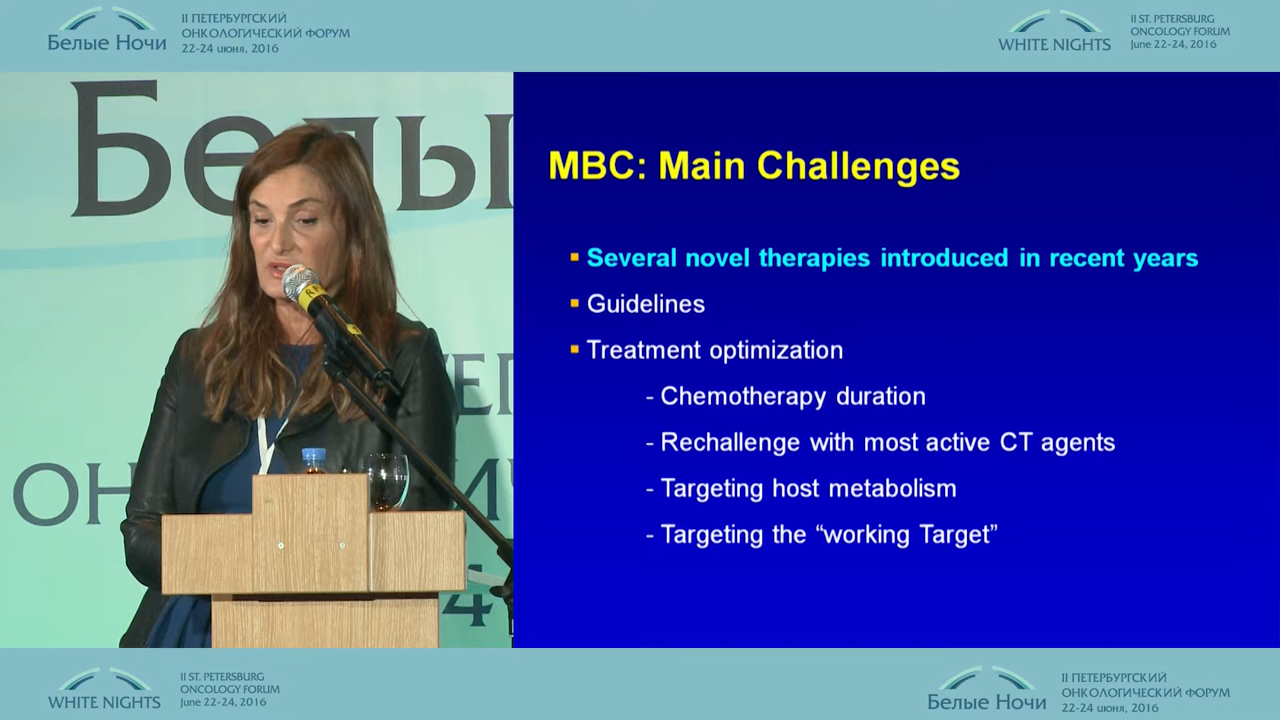 II ПЕТЕРБУРГСКИЙ
ОНКОЛОГИЧЕСКИЙ ФОРУМ
Белые Ночи
22-24 июня, 2016
II ST. PETERSBURG
ONCOLOGY FORUM
WHITE NIGHTS
June 22-24, 2016
Белы
ОН
4
MBC: Main Challenges
▪ Several novel therapies introduced in recent years
▪ Guidelines
▪ Treatment optimization
- Chemotherapy duration
- Rechallenge with most active CT agents
- Targeting host metabolism
- Targeting the “working Target”
II ST. PETERSBURG
ONCOLOGY FORUM
WHITE NIGHTS
June 22-24, 2016
II ПЕТЕРБУРГСКИЙ
ОНКОЛОГИЧЕСКИЙ ФОРУМ
Белые Ночи
22-24 июня, 2016